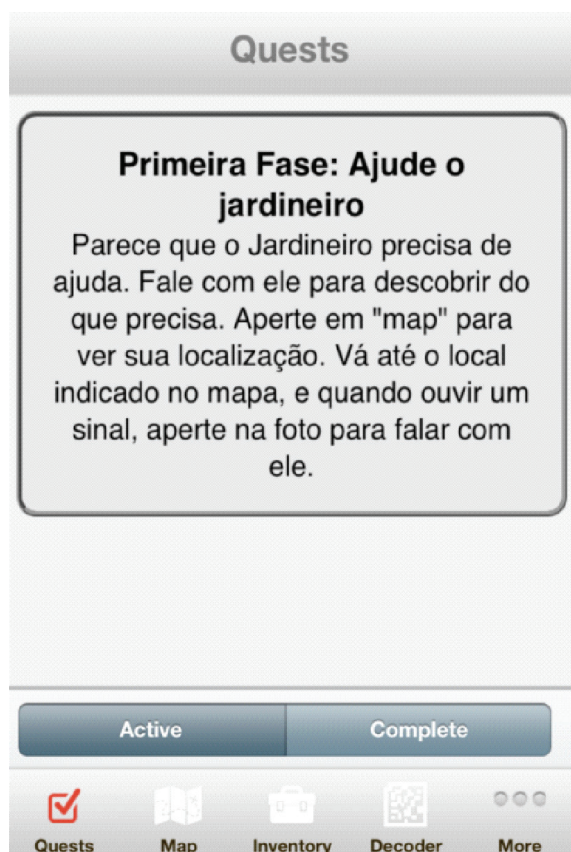 Quests
Primeira Fase: Ajude o
jardineiro
Parece que o Jardineiro precisa de
ajuda. Fale com ele para descobrir do
que precisa. Aperte em "map" para
ver sua localização. Vá até o local
indicado no mapa, e quando ouvir um
sinal, aperte na foto para falar com
ele.
Active Complete
Quests Map Inventory Decoder More